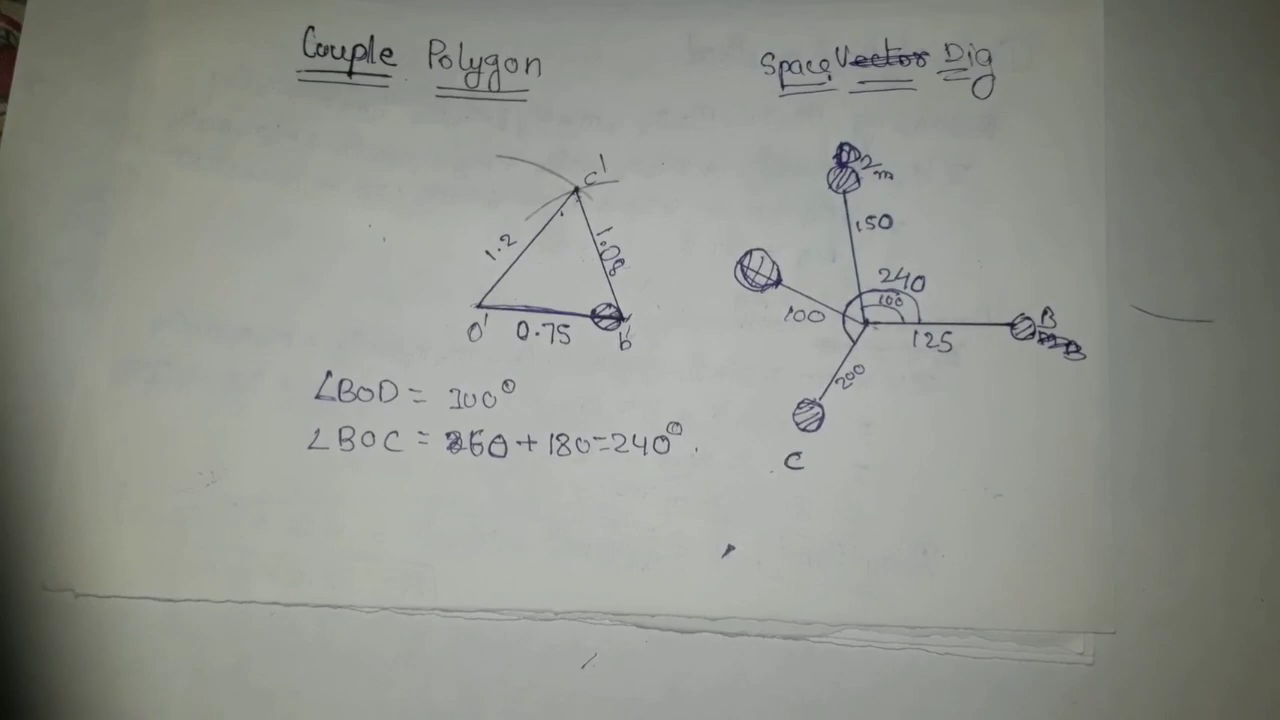 Couple Polygon
Space Vector Dig
c'
1.2
1.08
o'
0.75
b'
∠BOD = 100°
∠BOC = 260+180=240°.
2
m
150
240
100
100
125
B
200
C